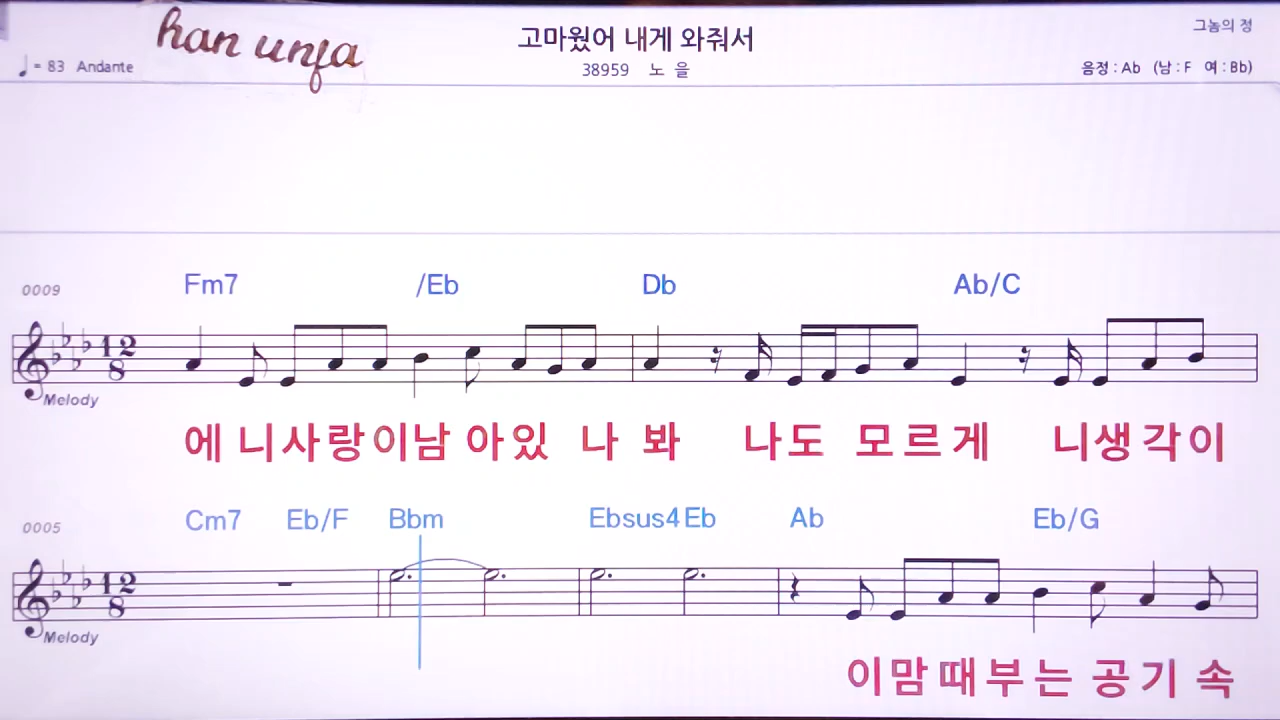 han unja
고마웠어 내게 와줘서
그놈의 정
♩= 83 Andante
38959 노 을
음정 : Ab (남 : F 여 : Bb)
Fm7 /Eb Db Ab/C
0009
12
8
Melody
에 니사랑이남 아있 나 봐 나도 모르게 니생각이
Cm7 Eb/F Bbm Ebsus4 Eb Ab Eb/G
0005
12
8
Melody
이맘때부는 공기 속